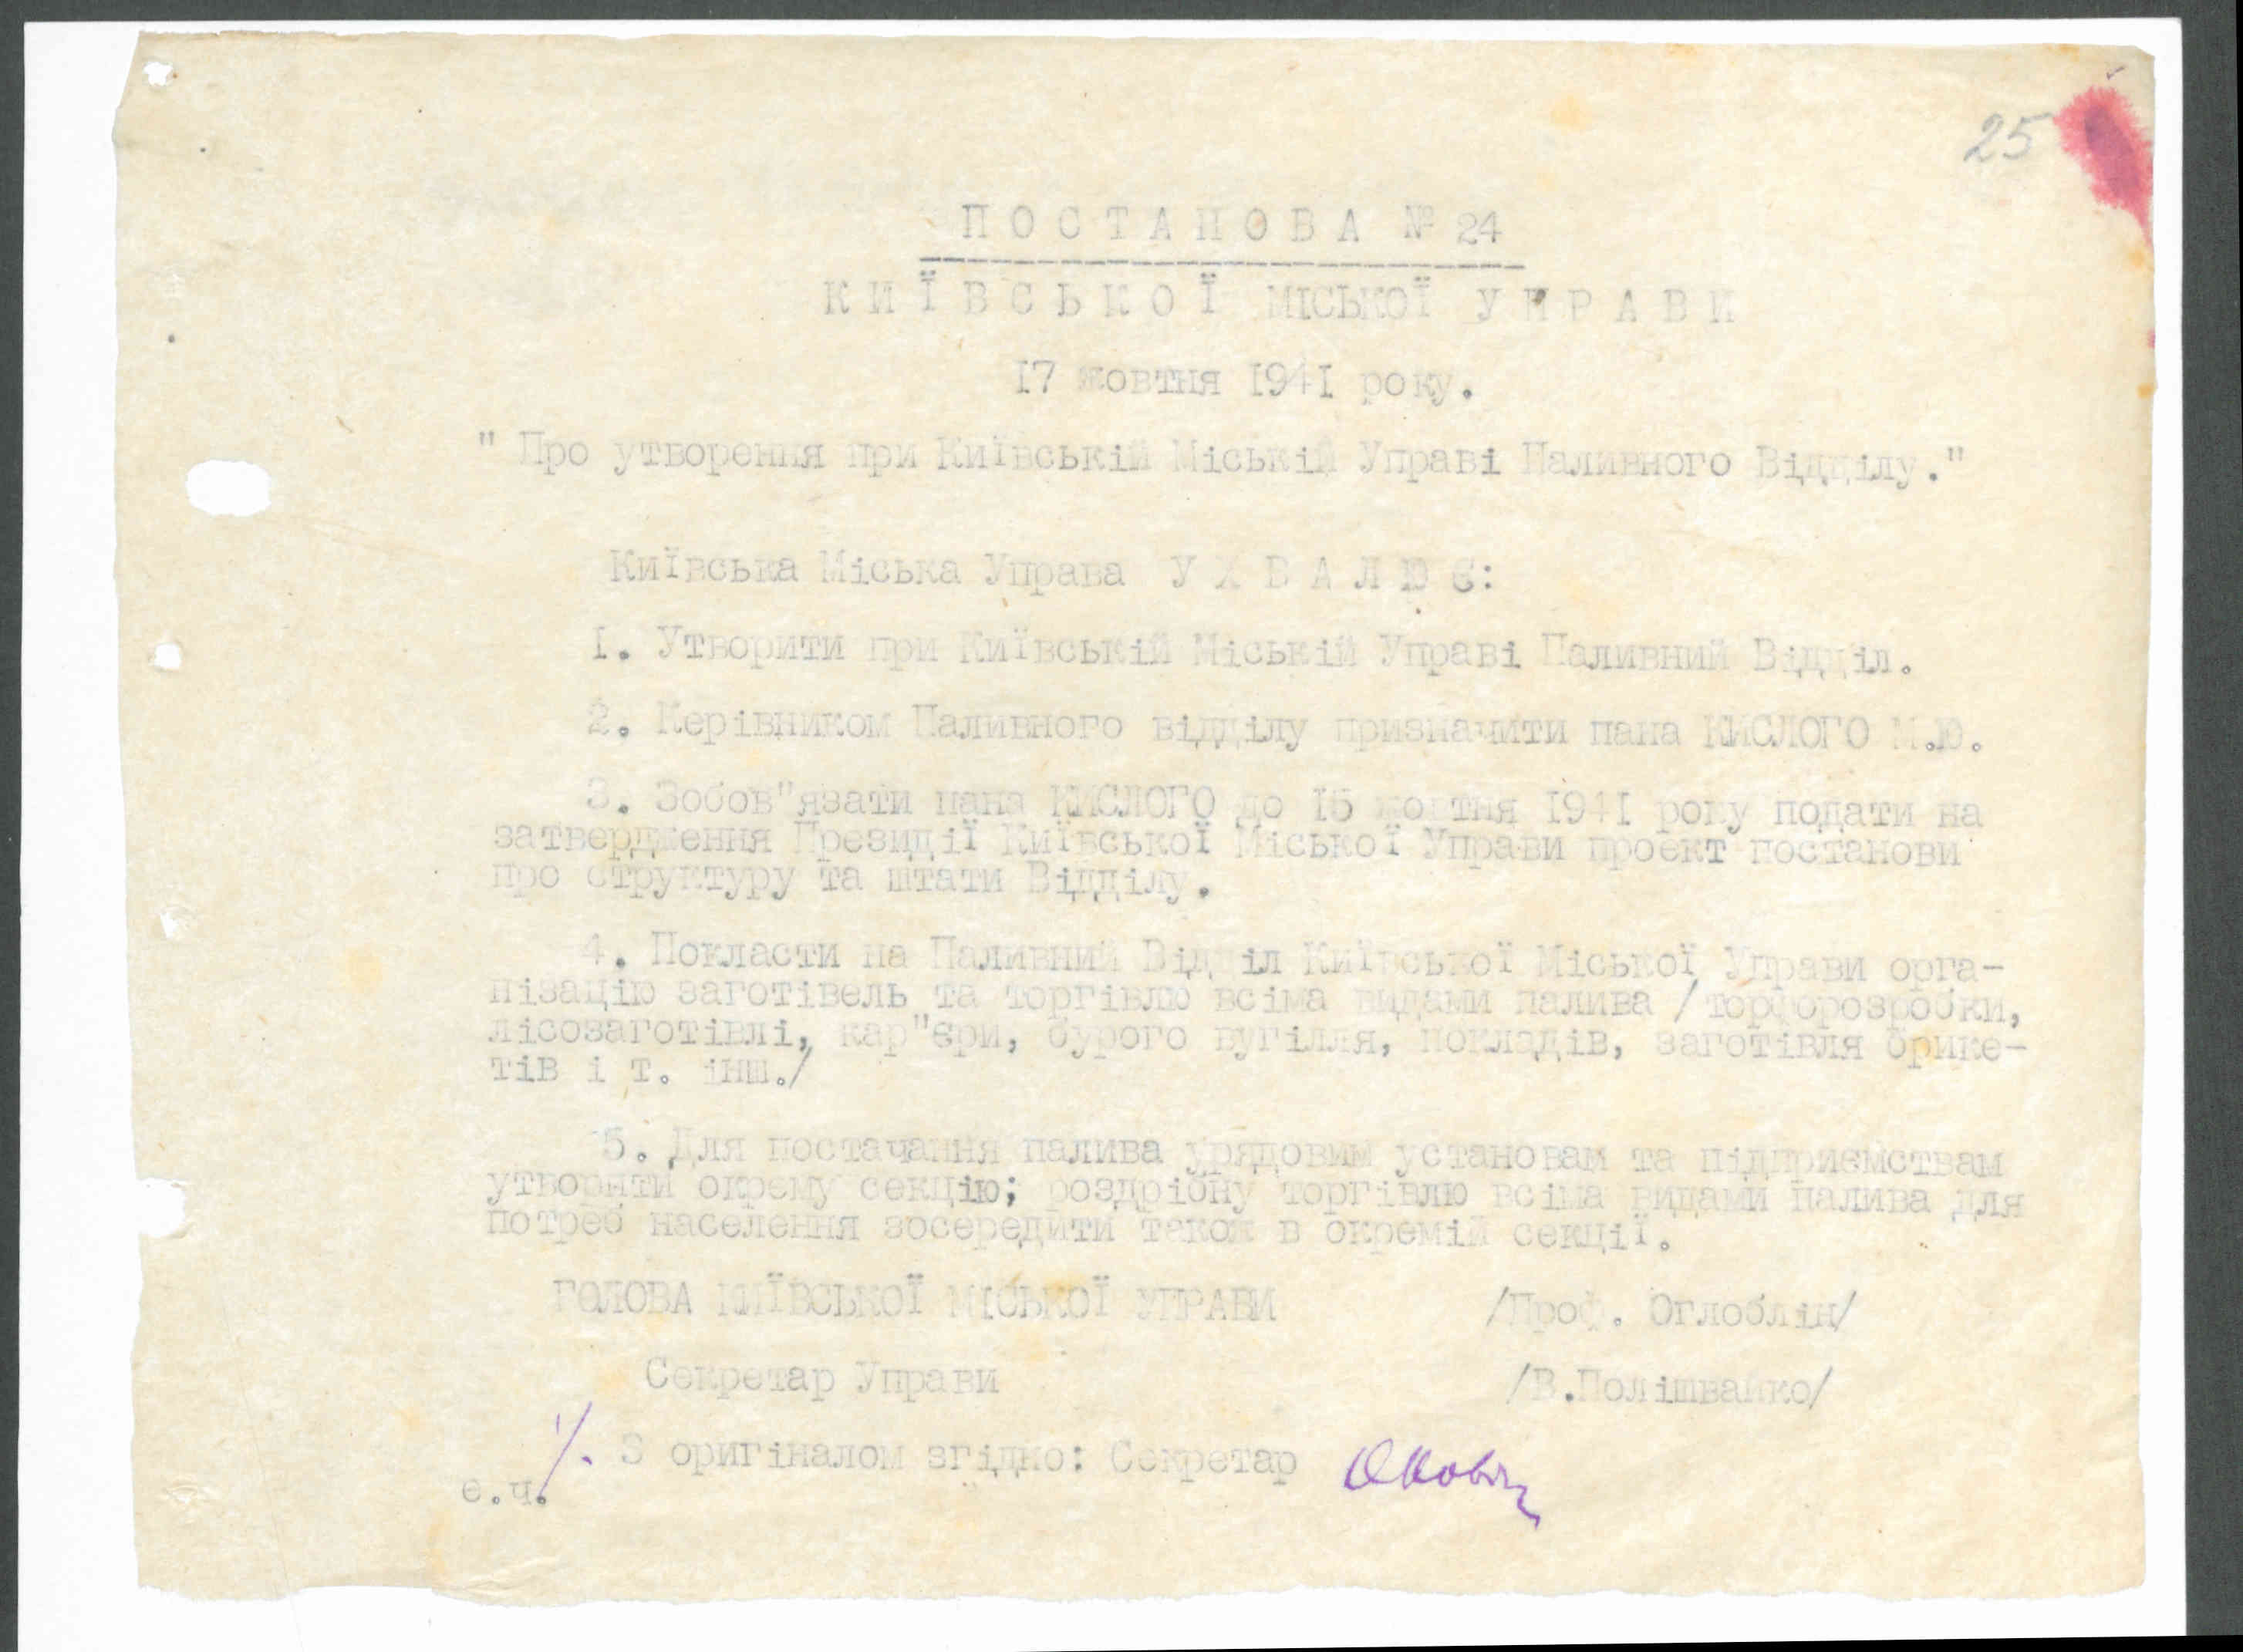 25
ПОСТАНОВА № 24
КИЇВСЬКОЇ МІСЬКОЇ УПРАВИ
17 жовтня 1941 року.
" Про утворення при Київській Міській Управі Паливного Відділу."
Київська Міська Управа УХВАЛЮЄ:
1. Утворити при Київській Міській Управі Паливний Відділ.
2. Керівником Паливного відділу призначити пана КИСЛОГО М.Ю.
3. Зобов"язати пана КИСЛОГО до 15 жовтня 1941 року подати на
затвердження Президії Київської Міської Управи проект постанови
про структуру та штати Відділу.
4. Покласти на Паливний Відділ Київської Міської Управи орга-
нізацію заготівель та торгівлю всіма видами палива /торфорозробки,
лісозаготівлі, кар"єри, бурого вугілля, покладів, заготівля брике-
тів і т. інш./
5. Для постачання палива урядовим установам та підприємствам
утворити окрему секцію; роздрібну торгівлю всіма видами палива для
потреб населення зосередити також в окремій секції.
ГОЛОВА КИЇВСЬКОЇ МІСЬКОЇ УПРАВИ /Проф. Оглоблін/
Секретар Управи /В.Полішвайко/
З оригіналом згідно: Секретар
є.ч.